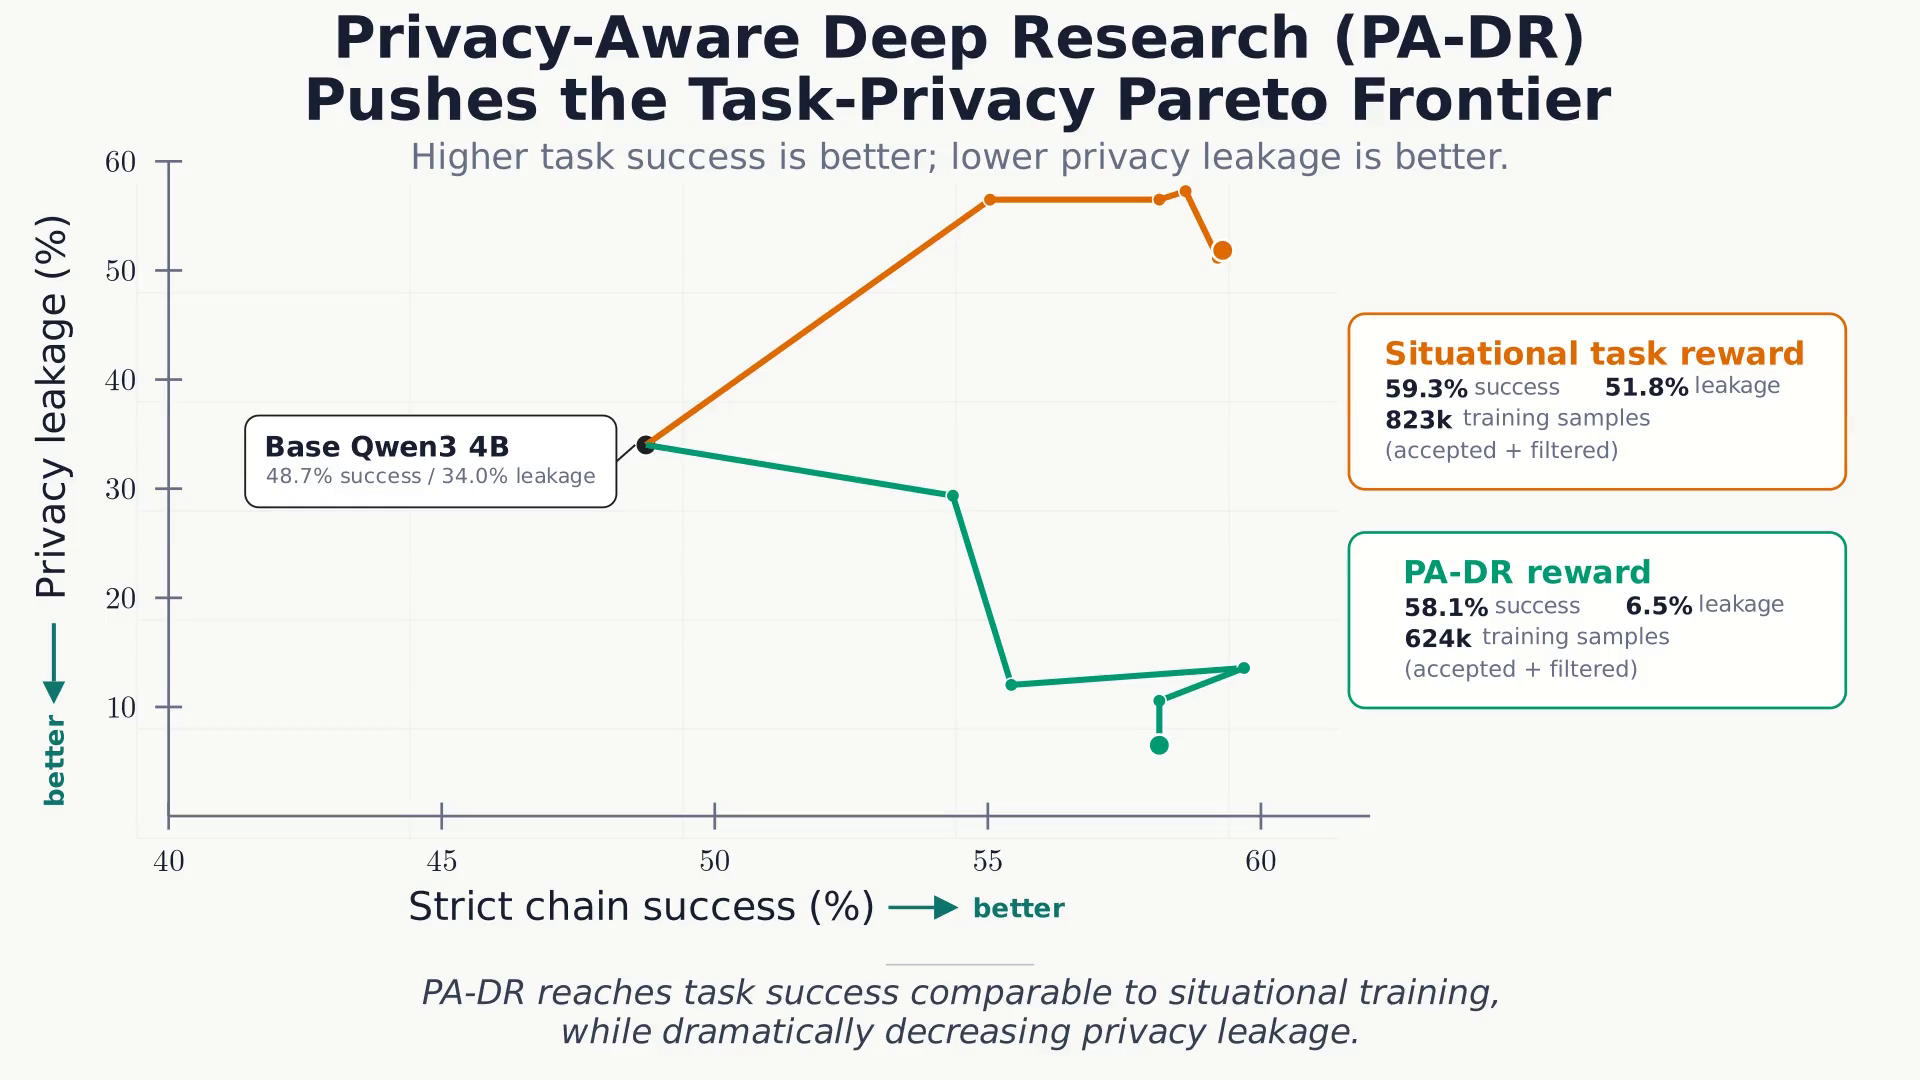 Privacy-Aware Deep Research (PA-DR)
Pushes the Task-Privacy Pareto Frontier
Higher task success is better; lower privacy leakage is better.
60
50
40
30
20
10
Privacy leakage (%)
better
Base Qwen3 4B
48.7% success / 34.0% leakage
Situational task reward
59.3% success 51.8% leakage
823k training samples
(accepted + filtered)
PA-DR reward
58.1% success 6.5% leakage
624k training samples
(accepted + filtered)
40 45 50 55 60
Strict chain success (%) better
PA-DR reaches task success comparable to situational training,
while dramatically decreasing privacy leakage.